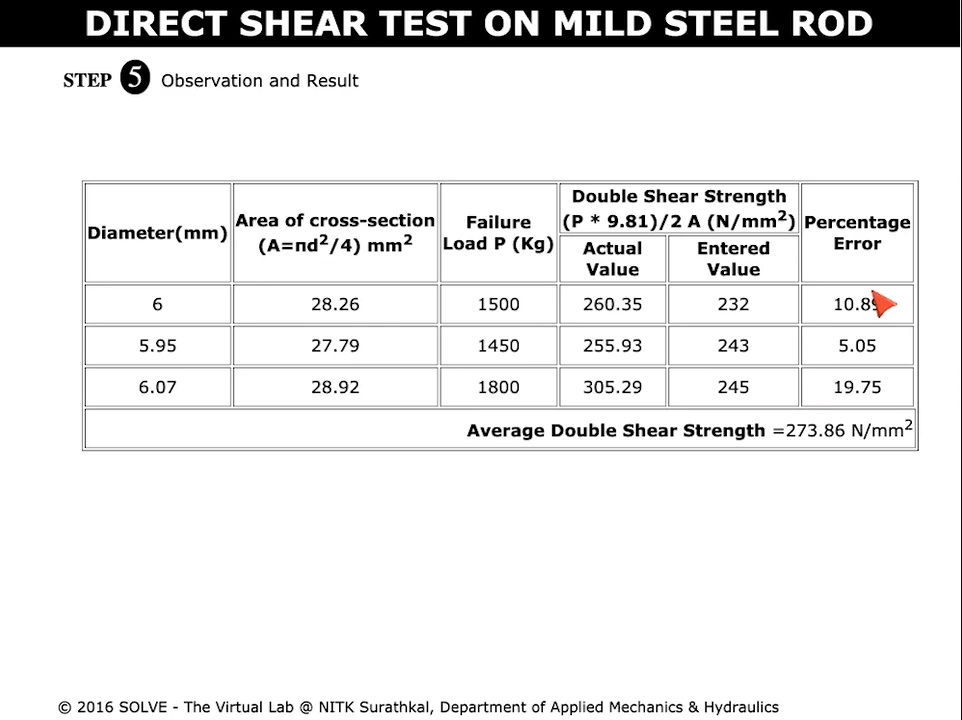 DIRECT SHEAR TEST ON MILD STEEL ROD
STEP 5 Observation and Result
Diameter(mm)
Area of cross-section
(A=πd²/4) mm²
Failure
Load P (Kg)
Double Shear Strength
(P * 9.81)/2 A (N/mm²)
Actual
Value
Entered
Value
Percentage
Error
6 28.26 1500 260.35 232
5.95 27.79 1450 255.93 243 5.05
6.07 28.92 1800 305.29 245 19.75
Average Double Shear Strength =273.86 N/mm²
© 2016 SOLVE - The Virtual Lab @ NITK Surathkal, Department of Applied Mechanics & Hydraulics